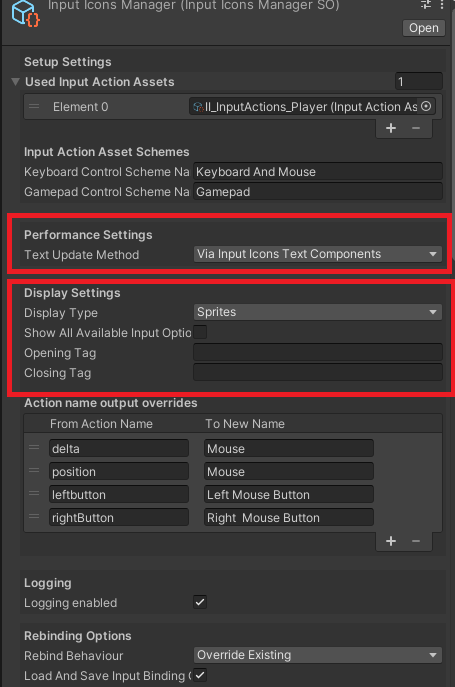 Input Icons Manager (Input Icons Manager SO)
Open
Setup Settings
Used Input Action Assets 1
Element 0 II_InputActions_Player (Input Action As
Input Action Asset Schemes
Keyboard Control Scheme Na Keyboard And Mouse
Gamepad Control Scheme Na Gamepad
Performance Settings
Text Update Method Via Input Icons Text Components
Display Settings
Display Type Sprites
Show All Available Input Optio
Opening Tag
Closing Tag
Action name output overrides
From Action Name To New Name
delta Mouse
position Mouse
leftbutton Left Mouse Button
rightButton Right  Mouse Button
Logging
Logging enabled
Rebinding Options
Rebind Behaviour Override Existing
Load And Save Input Binding